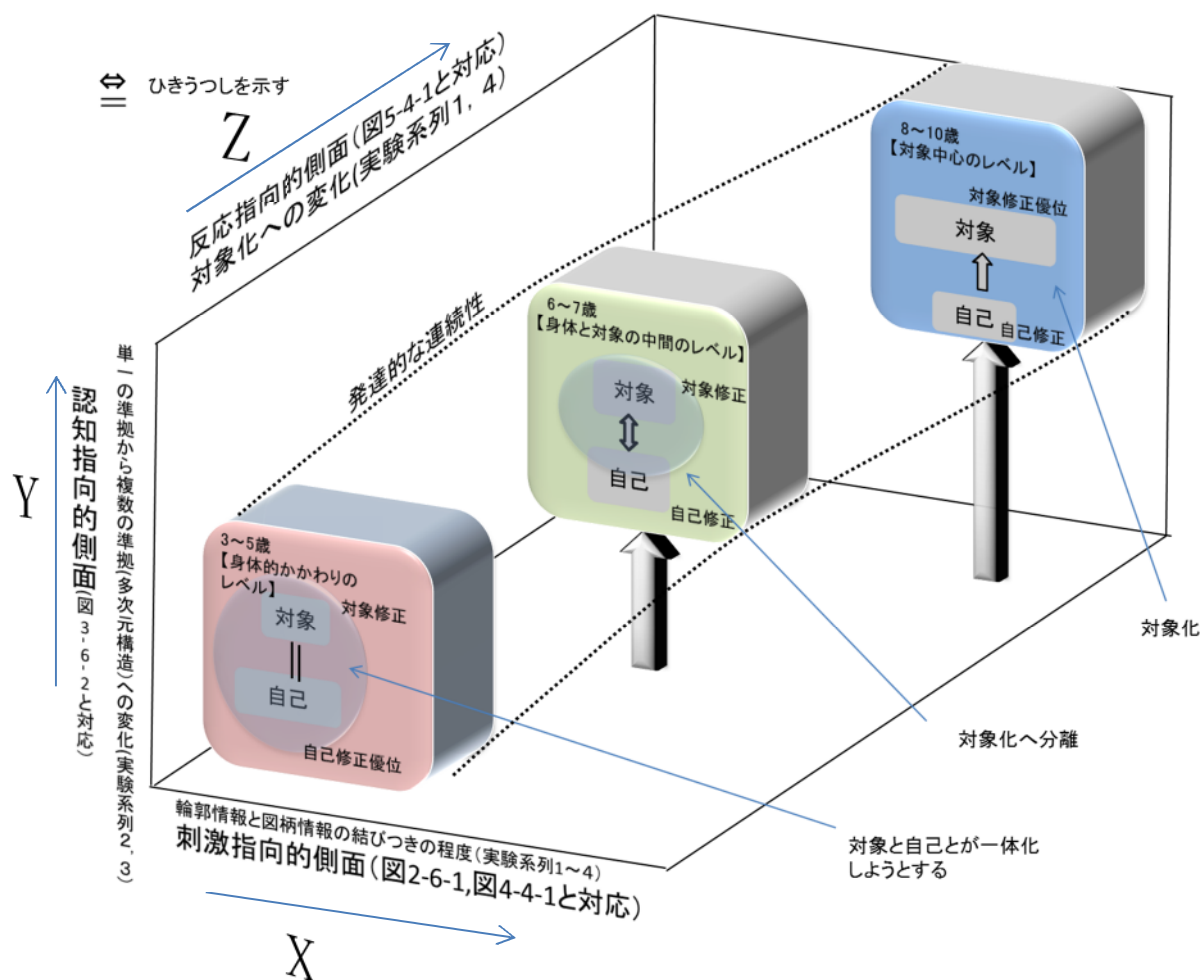 ⇔
＝
ひきうつしを示す
Z
反応指向的側面(図5-4-1と対応)
対象化への変化(実験系列1, 4)
発達的な連続性
8～10歳
【対象中心のレベル】
対象修正優位
対象
自己
自己修正
6～7歳
【身体と対象の中間のレベル】
対象
対象修正
自己
自己修正
3～5歳
【身体的かかわりの
レベル】
対象修正
対象
||
自己
自己修正優位
Y
認知指向的側面(図3-6-2と対応)
単一の準拠から複数の準拠(多次元構造)への変化(実験系列2, 3)
輪郭情報と図柄情報の結びつきの程度(実験系列1～4)
刺激指向的側面(図2-6-1,図4-4-1と対応)
X
対象化
対象化へ分離
対象と自己とが一体化
しようとする